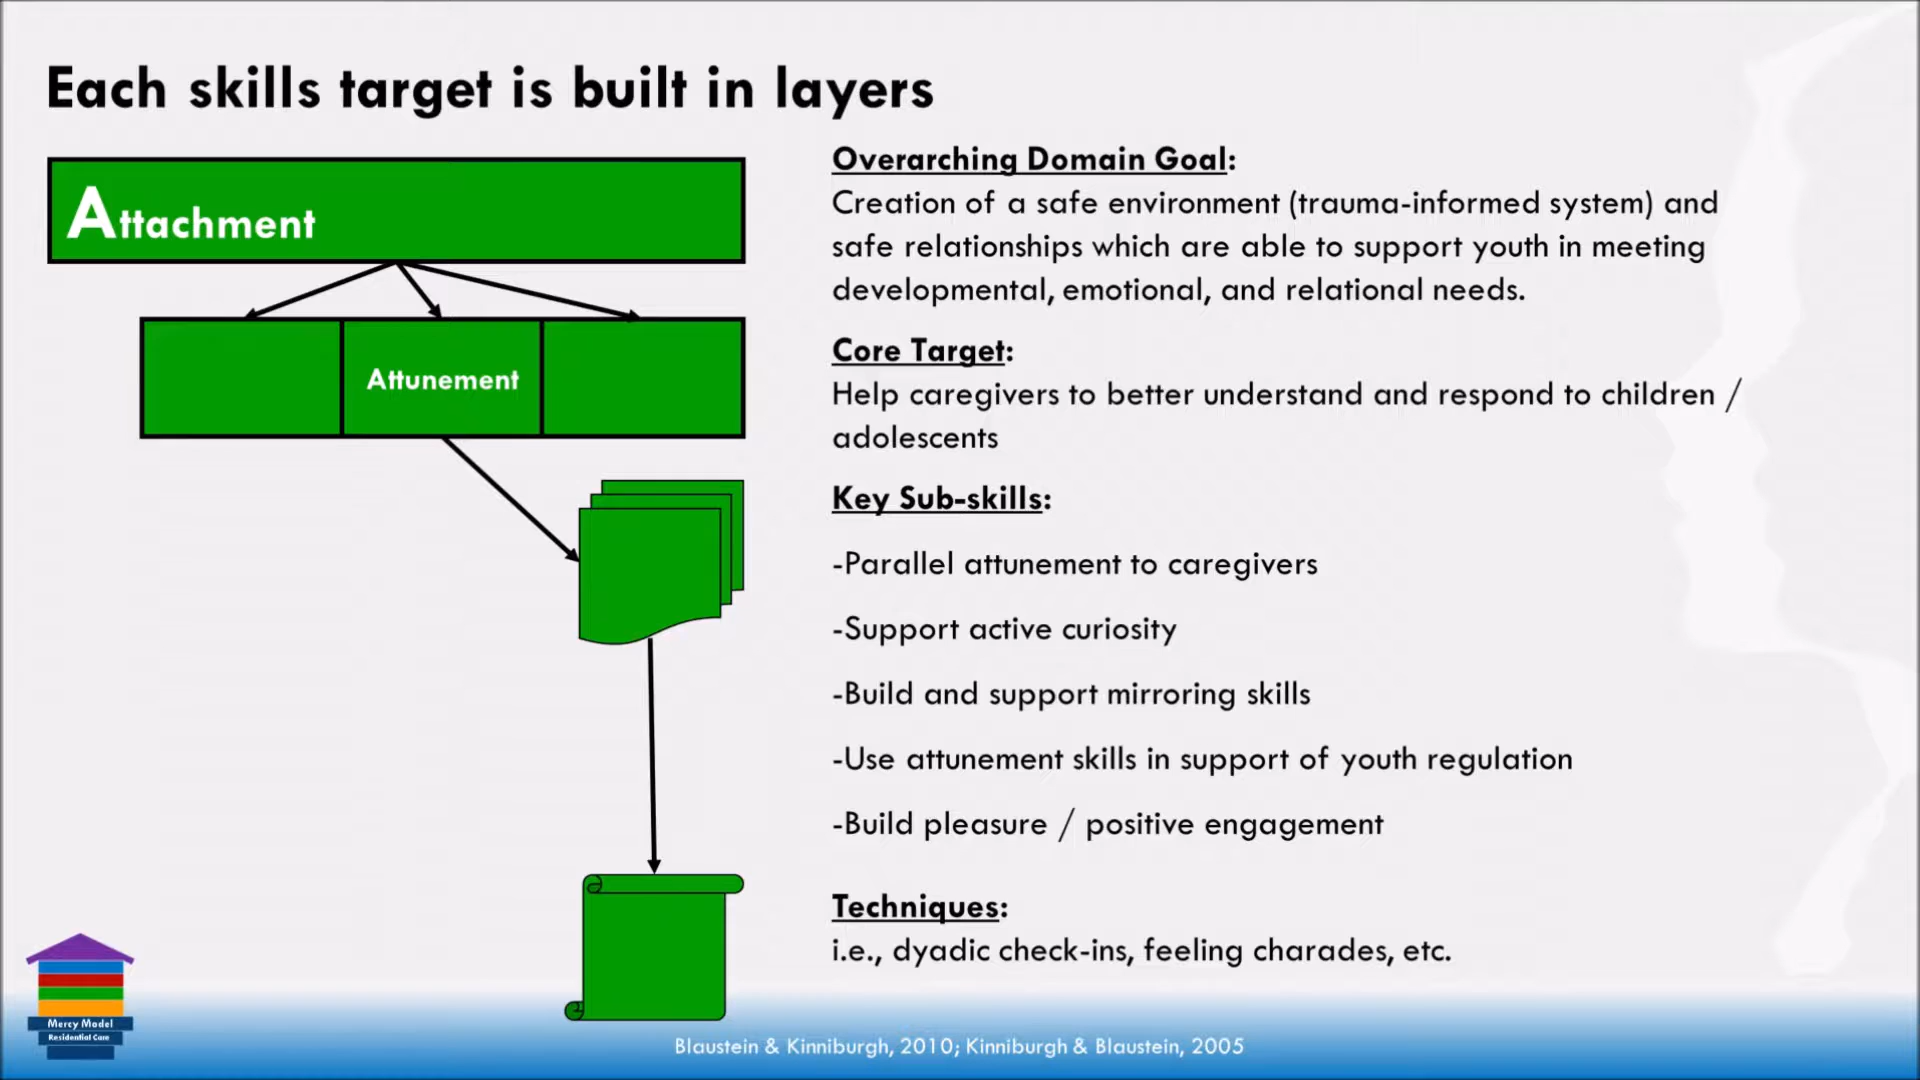 Each skills target is built in layers
Attachment
Attunement
Overarching Domain Goal:
Creation of a safe environment (trauma-informed system) and
safe relationships which are able to support youth in meeting
developmental, emotional, and relational needs.
Core Target:
Help caregivers to better understand and respond to children /
adolescents
Key Sub-skills:
-Parallel attunement to caregivers
-Support active curiosity
-Build and support mirroring skills
-Use attunement skills in support of youth regulation
-Build pleasure / positive engagement
Techniques:
i.e., dyadic check-ins, feeling charades, etc.
Mercy Model
Residential Care
Blaustein & Kinniburgh, 2010; Kinniburgh & Blaustein, 2005